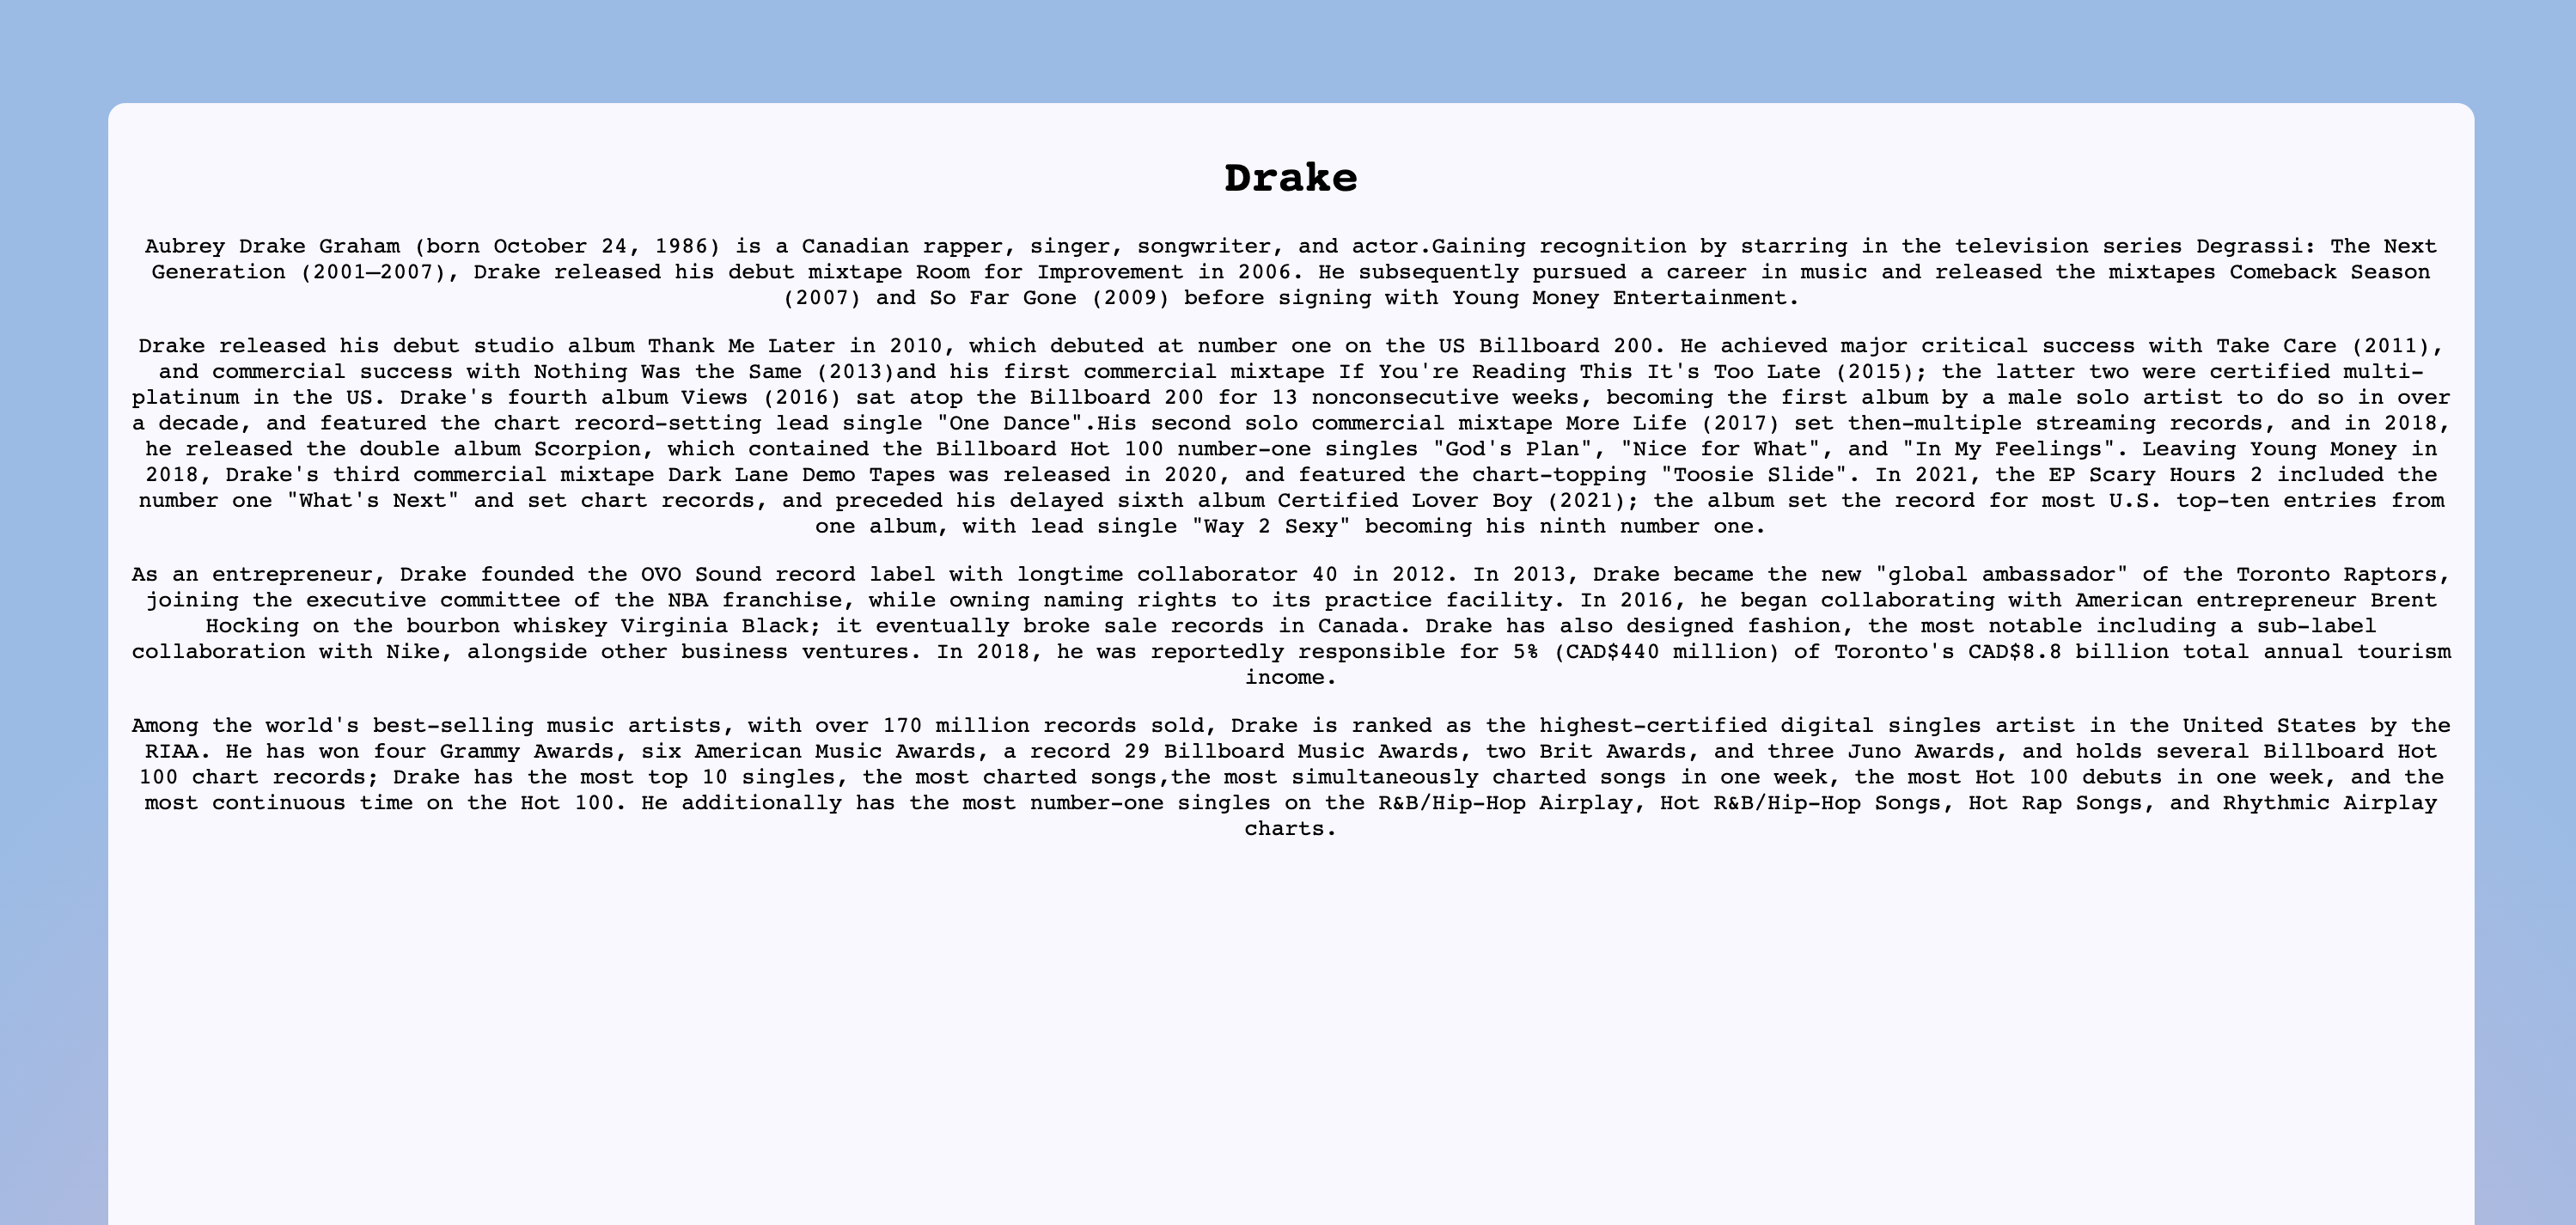 Drake
Aubrey Drake Graham (born October 24, 1986) is a Canadian rapper, singer, songwriter, and actor.Gaining recognition by starring in the television series Degrassi: The Next
Generation (2001–2007), Drake released his debut mixtape Room for Improvement in 2006. He subsequently pursued a career in music and released the mixtapes Comeback Season
(2007) and So Far Gone (2009) before signing with Young Money Entertainment.
Drake released his debut studio album Thank Me Later in 2010, which debuted at number one on the US Billboard 200. He achieved major critical success with Take Care (2011),
and commercial success with Nothing Was the Same (2013)and his first commercial mixtape If You're Reading This It's Too Late (2015); the latter two were certified multi-
platinum in the US. Drake's fourth album Views (2016) sat atop the Billboard 200 for 13 nonconsecutive weeks, becoming the first album by a male solo artist to do so in over
a decade, and featured the chart record-setting lead single "One Dance".His second solo commercial mixtape More Life (2017) set then-multiple streaming records, and in 2018,
he released the double album Scorpion, which contained the Billboard Hot 100 number-one singles "God's Plan", "Nice for What", and "In My Feelings". Leaving Young Money in
2018, Drake's third commercial mixtape Dark Lane Demo Tapes was released in 2020, and featured the chart-topping "Toosie Slide". In 2021, the EP Scary Hours 2 included the
number one "What's Next" and set chart records, and preceded his delayed sixth album Certified Lover Boy (2021); the album set the record for most U.S. top-ten entries from
one album, with lead single "Way 2 Sexy" becoming his ninth number one.
As an entrepreneur, Drake founded the OVO Sound record label with longtime collaborator 40 in 2012. In 2013, Drake became the new "global ambassador" of the Toronto Raptors,
joining the executive committee of the NBA franchise, while owning naming rights to its practice facility. In 2016, he began collaborating with American entrepreneur Brent
Hocking on the bourbon whiskey Virginia Black; it eventually broke sale records in Canada. Drake has also designed fashion, the most notable including a sub-label
collaboration with Nike, alongside other business ventures. In 2018, he was reportedly responsible for 5% (CAD$440 million) of Toronto's CAD$8.8 billion total annual tourism
income.
Among the world's best-selling music artists, with over 170 million records sold, Drake is ranked as the highest-certified digital singles artist in the United States by the
RIAA. He has won four Grammy Awards, six American Music Awards, a record 29 Billboard Music Awards, two Brit Awards, and three Juno Awards, and holds several Billboard Hot
100 chart records; Drake has the most top 10 singles, the most charted songs,the most simultaneously charted songs in one week, the most Hot 100 debuts in one week, and the
most continuous time on the Hot 100. He additionally has the most number-one singles on the R&B/Hip-Hop Airplay, Hot R&B/Hip-Hop Songs, Hot Rap Songs, and Rhythmic Airplay
charts.